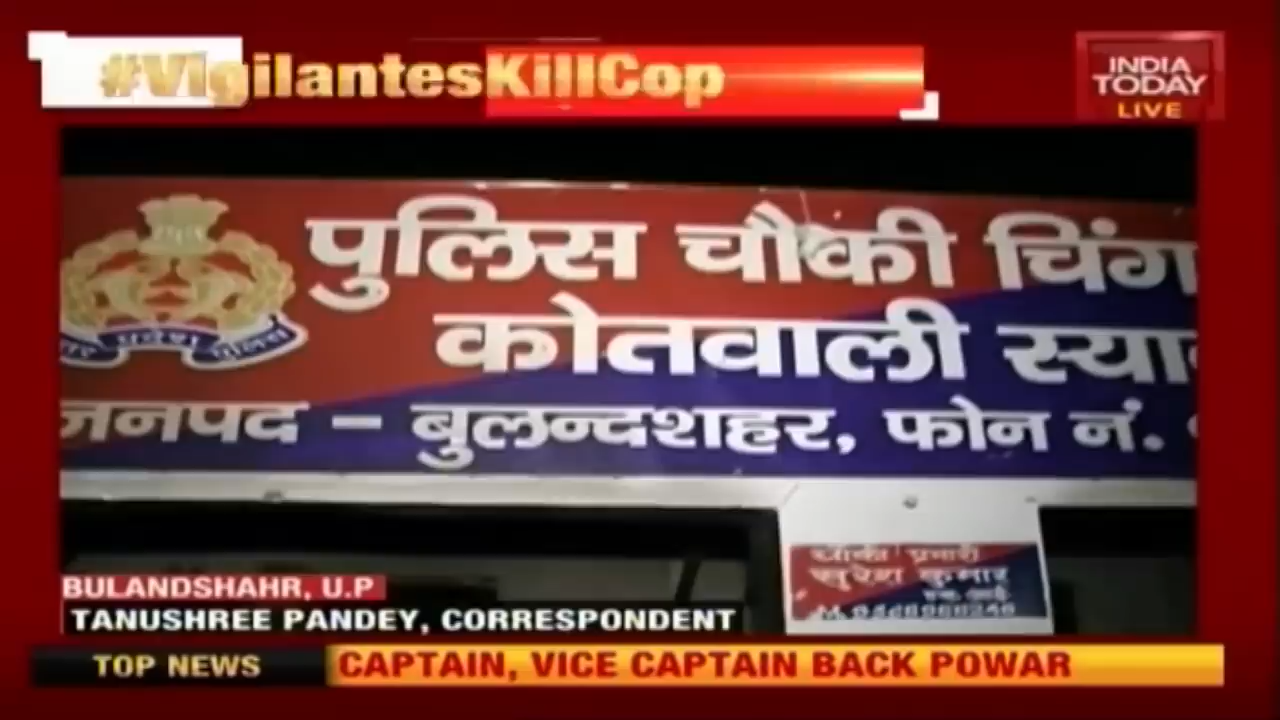 #VigilantesKillCop
INDIA
TODAY
LIVE
पुलिस चौकी चिंग
कोतवाली स्या
जनपद - बुलन्दशहर, फोन नं.
चौकी प्रभारी
सुरेश कुमार
BULANDSHAHR, U.P
TANUSHREE PANDEY, CORRESPONDENT
TOP NEWS
CAPTAIN, VICE CAPTAIN BACK POWAR